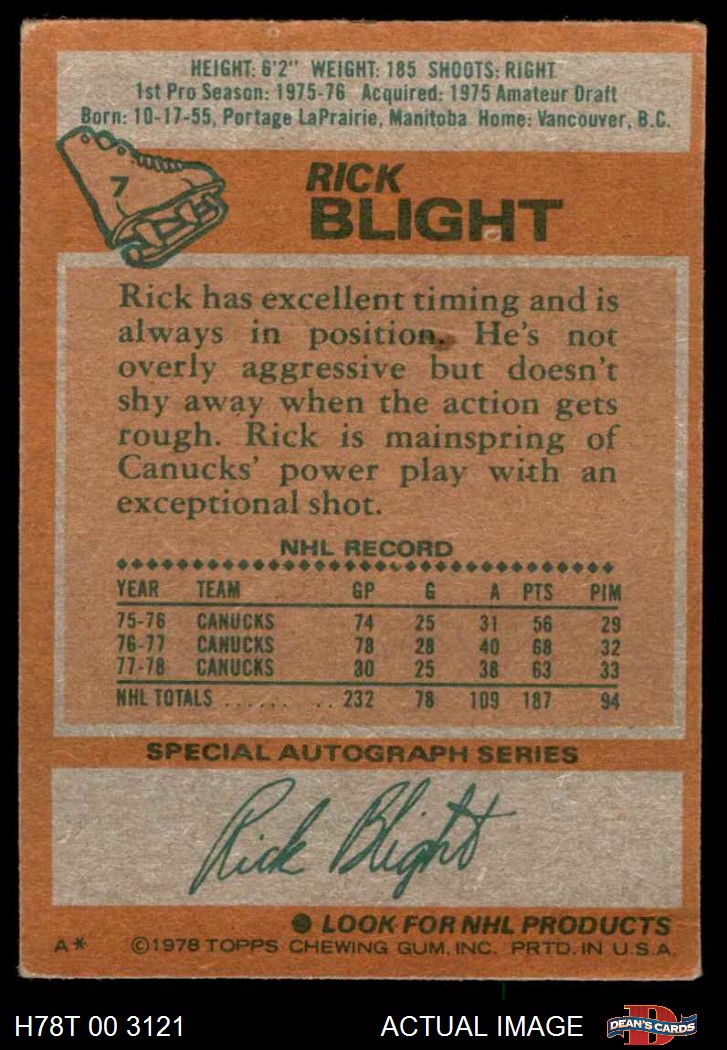 HEIGHT: 6'2" WEIGHT: 185 SHOOTS: RIGHT
1st Pro Season: 1975-76 Acquired: 1975 Amateur Draft
Born: 10-17-55, Portage LaPrairie, Manitoba Home: Vancouver, B.C.
7
RICK
BLIGHT
Rick has excellent timing and is
always in position. He's not
overly aggressive but doesn't
shy away when the action gets
rough. Rick is mainspring of
Canucks' power play with an
exceptional shot.
NHL RECORD
YEAR TEAM GP G A PTS PIM
75-76 CANUCKS 74 25 31 56 29
76-77 CANUCKS 78 28 40 68 32
77-78 CANUCKS 80 25 38 63 33
NHL TOTALS ...... .. 232 78 109 187 94
SPECIAL AUTOGRAPH SERIES
Rick Blight
● LOOK FOR NHL PRODUCTS
A* ©1978 TOPPS CHEWING GUM, INC. PRTD. IN U.S.A.
H78T 00 3121 ACTUAL IMAGE DEAN'S CARDS